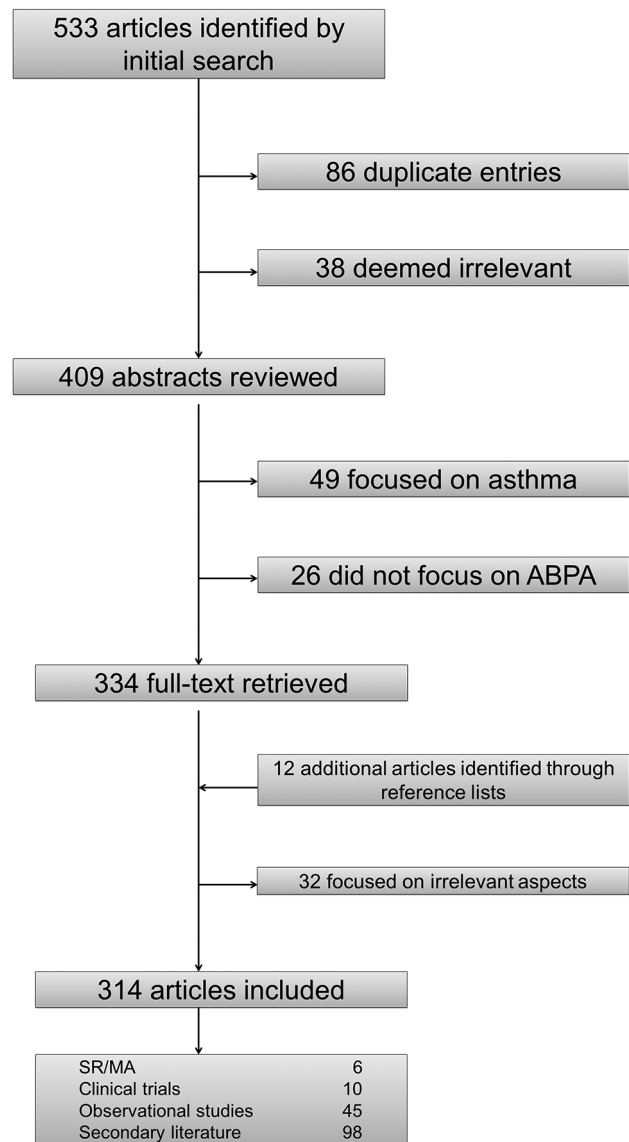 533 articles identified by
initial search
86 duplicate entries
38 deemed irrelevant
409 abstracts reviewed
49 focused on asthma
26 did not focus on ABPA
334 full-text retrieved
12 additional articles identified through
reference lists
32 focused on irrelevant aspects
314 articles included
SR/MA 6
Clinical trials 10
Observational studies 45
Secondary literature 98